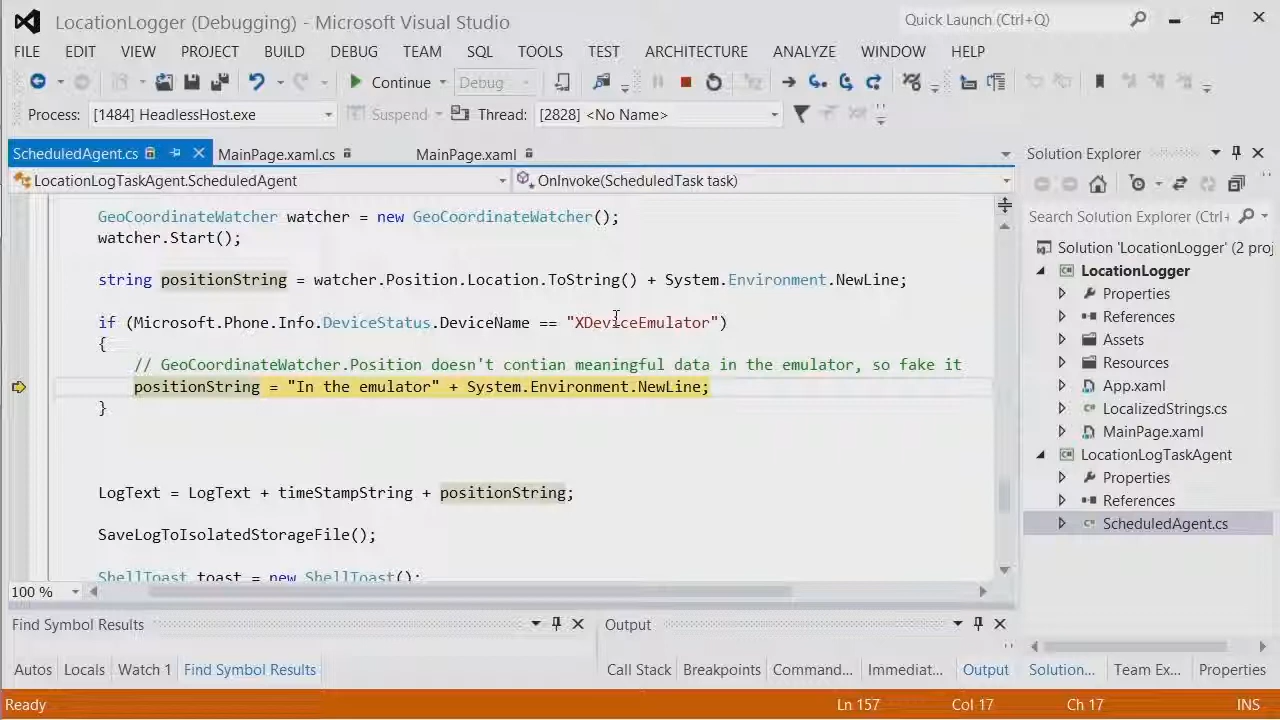 LocationLogger (Debugging) - Microsoft Visual Studio
Quick Launch (Ctrl+Q)
FILE EDIT VIEW PROJECT BUILD DEBUG TEAM SQL TOOLS TEST ARCHITECTURE ANALYZE WINDOW HELP
Continue Debug
Process: [1484] HeadlessHost.exe Suspend Thread: [2828] <No Name>
ScheduledAgent.cs MainPage.xaml.cs MainPage.xaml
LocationLogTaskAgent.ScheduledAgent OnInvoke(ScheduledTask task)
GeoCoordinateWatcher watcher = new GeoCoordinateWatcher();
watcher.Start();
string positionString = watcher.Position.Location.ToString() + System.Environment.NewLine;
if (Microsoft.Phone.Info.DeviceStatus.DeviceName == "XDeviceEmulator")
{
// GeoCoordinateWatcher.Position doesn't contian meaningful data in the emulator, so fake it
positionString = "In the emulator" + System.Environment.NewLine;
}
LogText = LogText + timeStampString + positionString;
SaveLogToIsolatedStorageFile();
ShellToast toast = new ShellToast();
100 %
Solution Explorer
Search Solution Explorer (Ctrl+
Solution 'LocationLogger' (2 proj
LocationLogger
Properties
References
Assets
Resources
App.xaml
LocalizedStrings.cs
MainPage.xaml
LocationLogTaskAgent
Properties
References
ScheduledAgent.cs
Find Symbol Results
Output
Autos Locals Watch 1 Find Symbol Results
Call Stack Breakpoints Command... Immediat... Output
Solution... Team Ex... Properties
Ready Ln 157 Col 17 Ch 17 INS